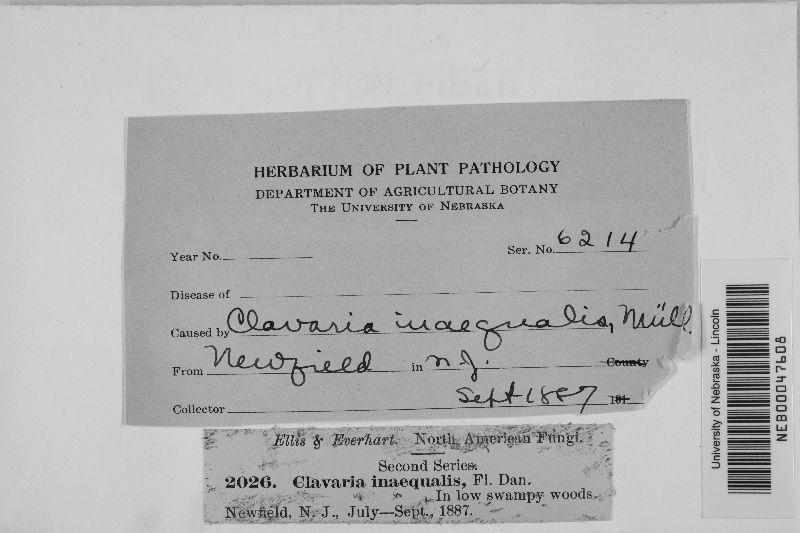 HERBARIUM OF PLANT PATHOLOGY
DEPARTMENT OF AGRICULTURAL BOTANY
THE UNIVERSITY OF NEBRASKA
Year No. Ser. No. 6214
Disease of
Caused by Clavaria inaequalis, Müll.
From Newfield in N. J. County
Sept 1887 191
Collector
Ellis & Everhart. North American Fungi.
Second Series.
2026. Clavaria inaequalis, Fl. Dan.
In low swampy woods.
Newfield, N. J., July—Sept., 1887.
University of Nebraska - Lincoln
NEB00047608